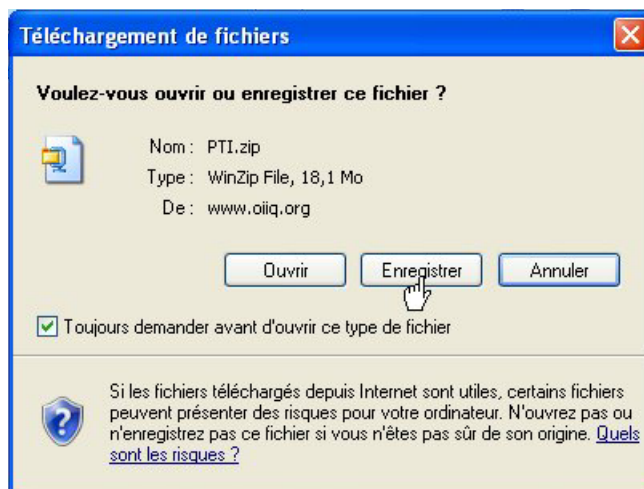 Téléchargement de fichiers
Voulez-vous ouvrir ou enregistrer ce fichier ?
Nom : PTI.zip
Type : WinZip File, 18,1 Mo
De : www.oiiq.org
Ouvrir Enregistrer Annuler
Toujours demander avant d'ouvrir ce type de fichier
Si les fichiers téléchargés depuis Internet sont utiles, certains fichiers
peuvent présenter des risques pour votre ordinateur. N'ouvrez pas ou
n'enregistrez pas ce fichier si vous n'êtes pas sûr de son origine. Quels
sont les risques ?